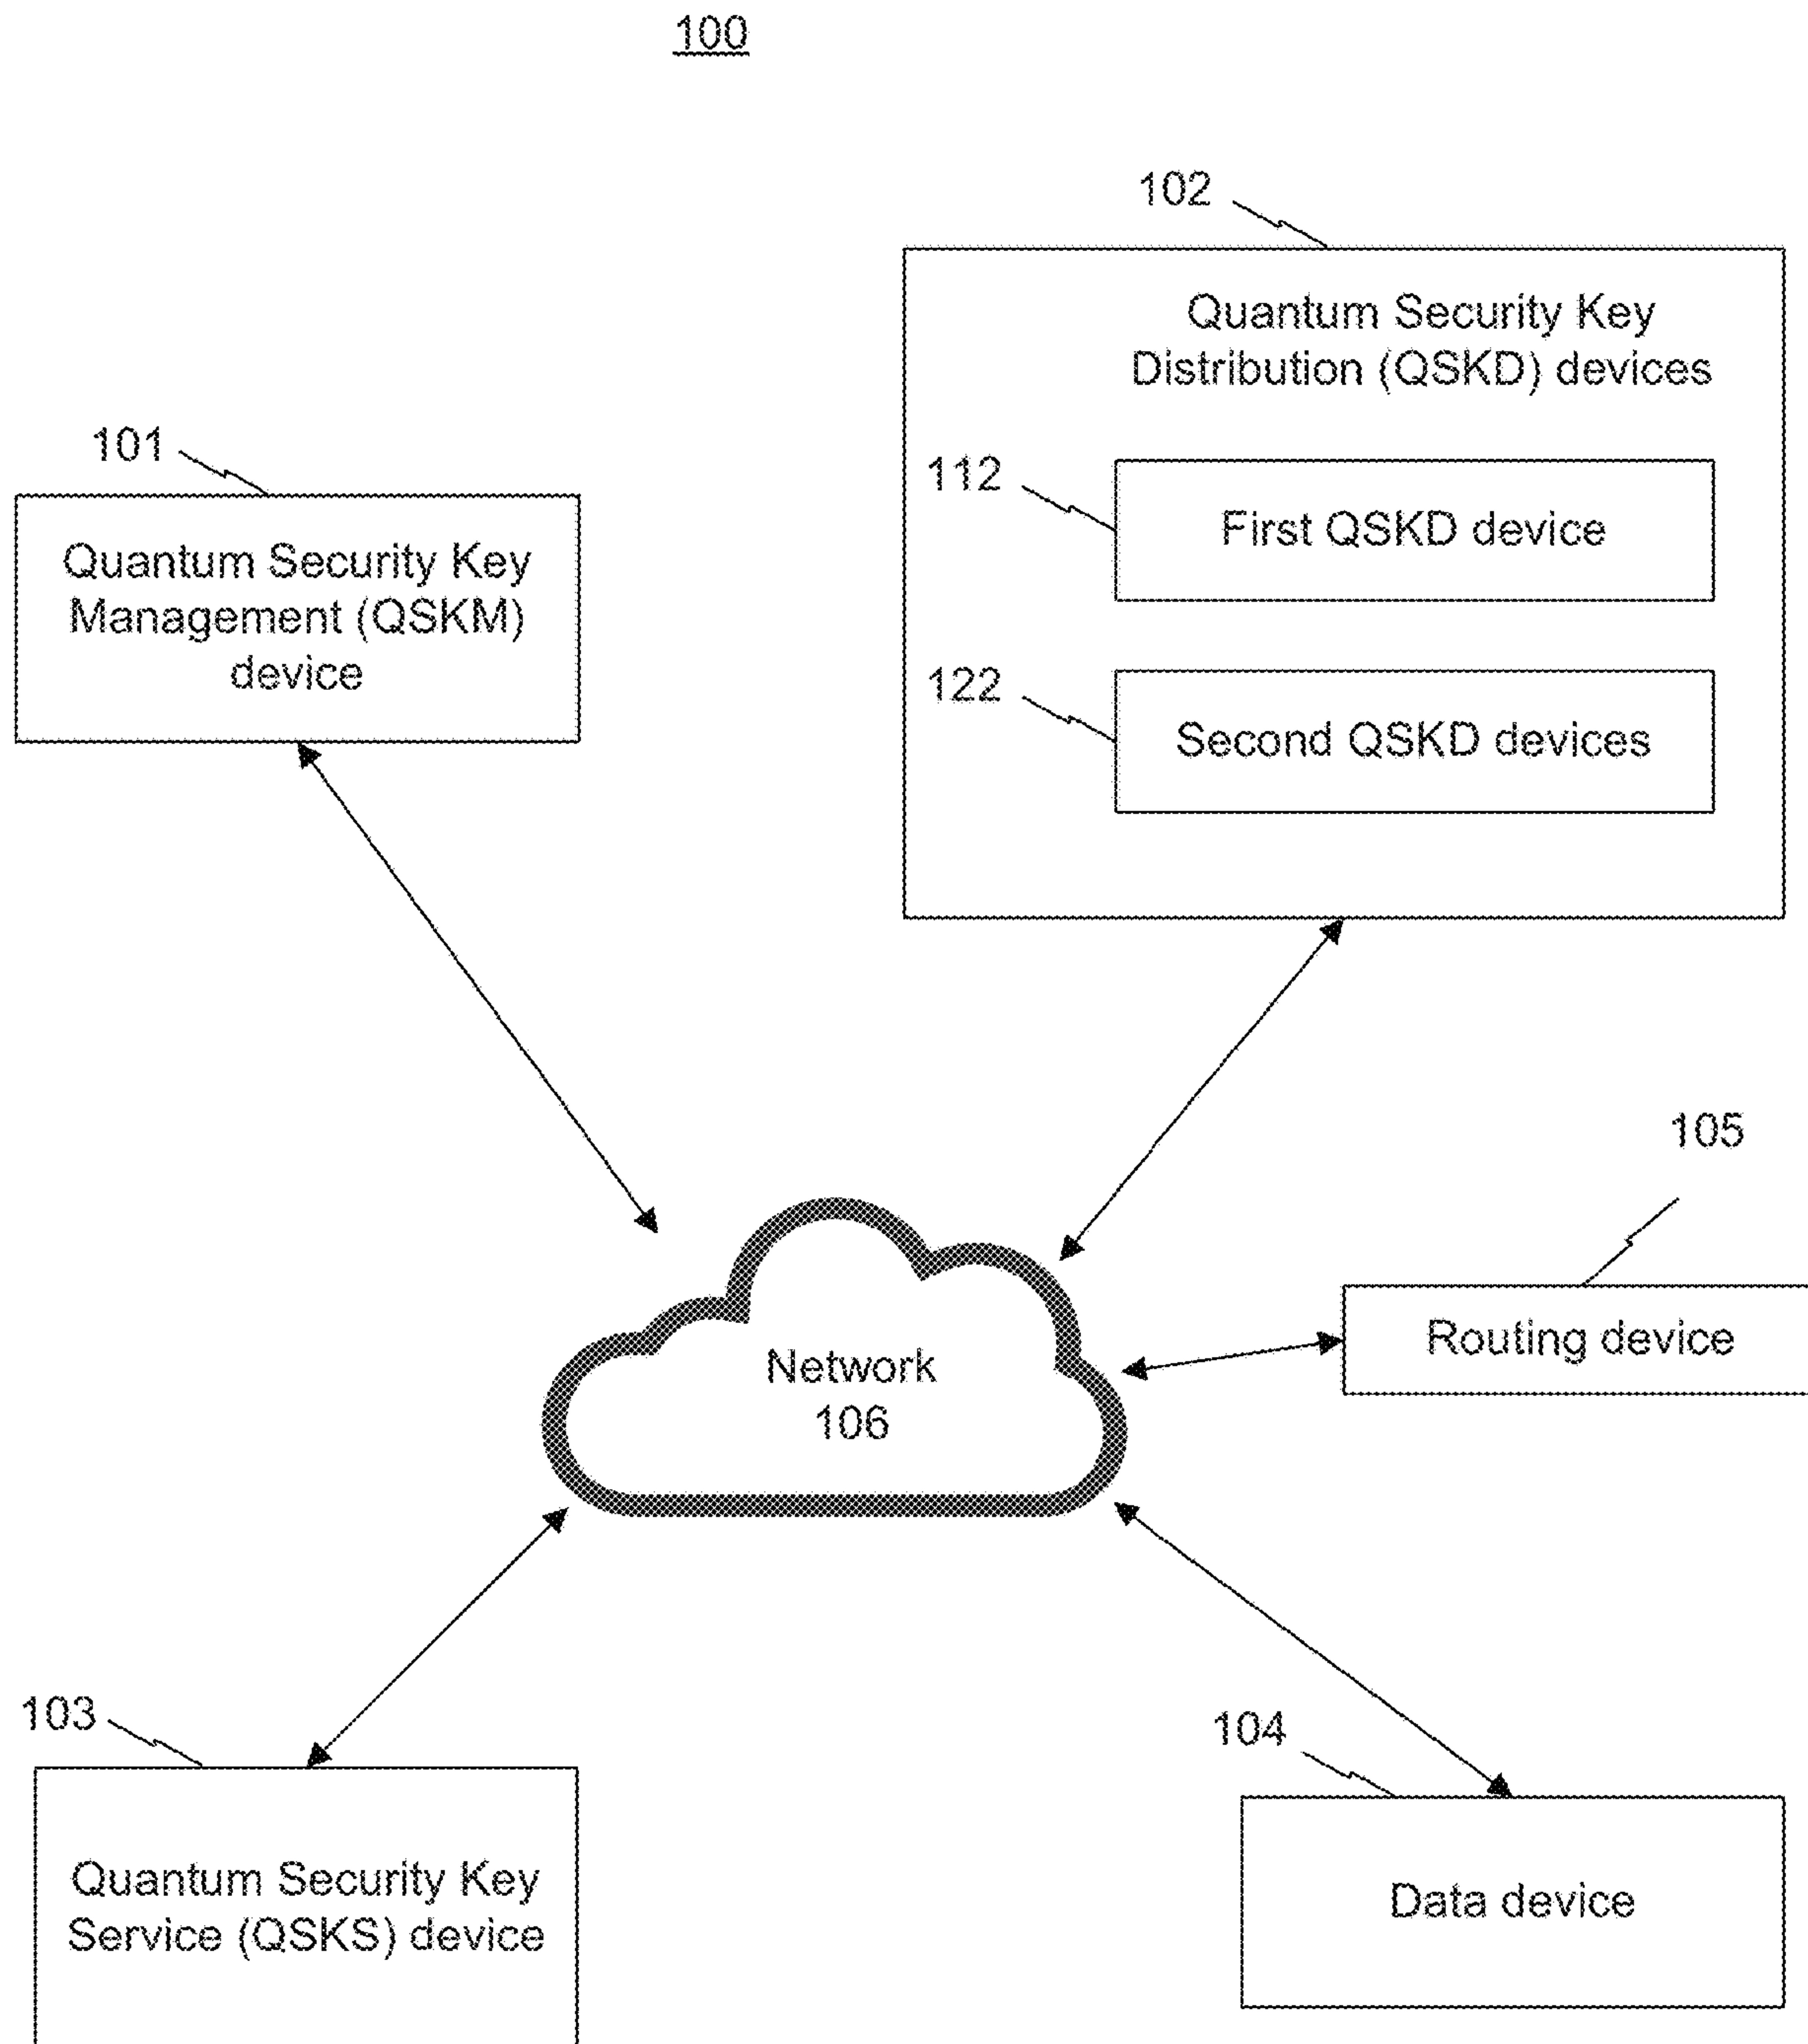 100
102
Quantum Security Key
Distribution (QSKD) devices
101
112
First QSKD device
Quantum Security Key
Management (QSKM)
device
122
Second QSKD devices
105
Routing device
Network
106
103
104
Quantum Security Key
Service (QSKS) device
Data device